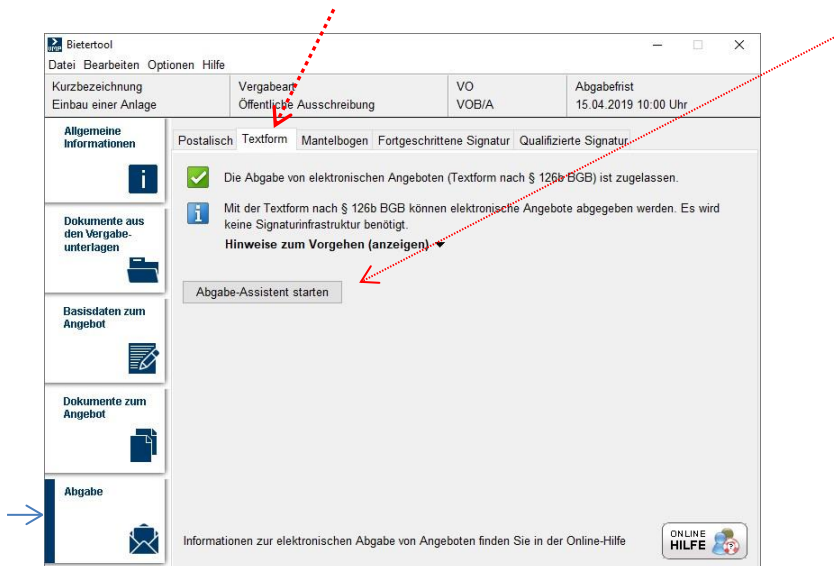 Bietertool
Datei Bearbeiten Optionen Hilfe
Kurzbezeichnung Vergabeart VO Abgabefrist
Einbau einer Anlage Öffentliche Ausschreibung VOB/A 15.04.2019 10:00 Uhr
Allgemeine
Informationen
Postalisch Textform Mantelbogen Fortgeschrittene Signatur Qualifizierte Signatur
Die Abgabe von elektronischen Angeboten (Textform nach § 126b BGB) ist zugelassen.
Mit der Textform nach § 126b BGB können elektronische Angebote abgegeben werden. Es wird
keine Signaturinfrastruktur benötigt.
Hinweise zum Vorgehen (anzeigen)
Abgabe-Assistent starten
Dokumente aus
den Vergabe-
unterlagen
Basisdaten zum
Angebot
Dokumente zum
Angebot
Abgabe
Informationen zur elektronischen Abgabe von Angeboten finden Sie in der Online-Hilfe
ONLINE
HILFE